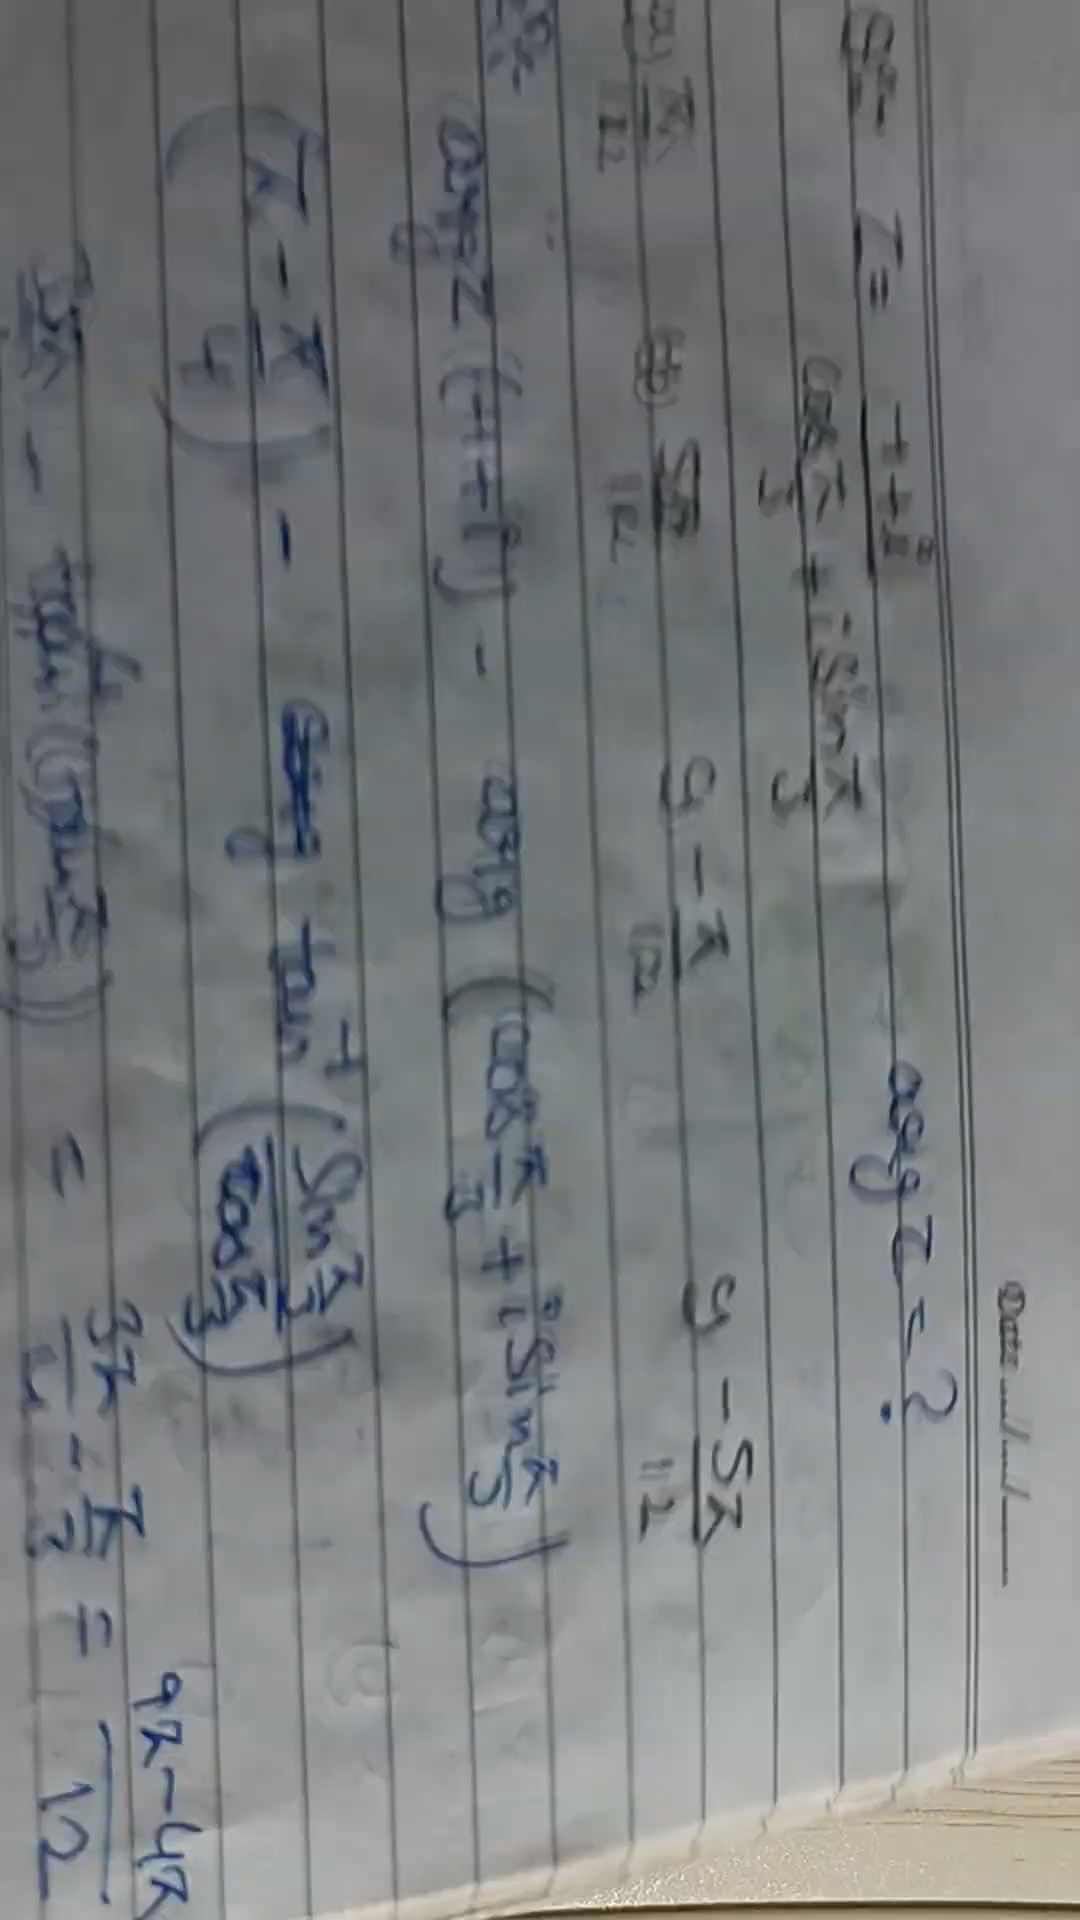 Date
Q:- Z = -1+i / cos π/3 + i sin π/3 arg Z = ?
π/12 (b) 5π/12 9 - π/12 9 - 5π/12
arg z (-1+i) - arg (cos π/3 + i sin π/3)
(π - π/4) - tan⁻¹ (sin π/3 / cos π/3)
3π - tan⁻¹ (tan π/3) = 3π/4 - π/3 = 9π-4π / 12